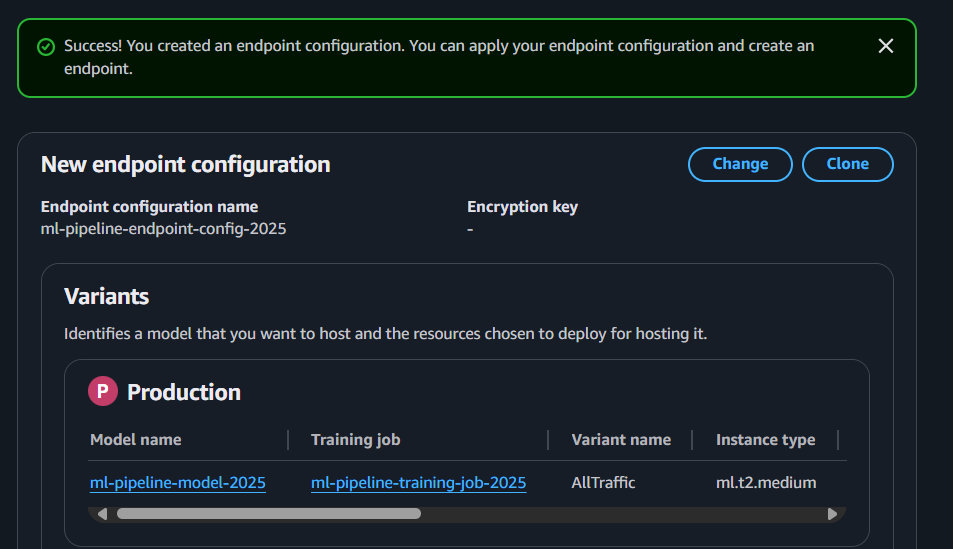 Success! You created an endpoint configuration. You can apply your endpoint configuration and create an
endpoint.
New endpoint configuration
Change
Clone
Endpoint configuration name
Encryption key
ml-pipeline-endpoint-config-2025
-
Variants
Identifies a model that you want to host and the resources chosen to deploy for hosting it.
P Production
Model name Training job Variant name Instance type
ml-pipeline-model-2025 ml-pipeline-training-job-2025 AllTraffic ml.t2.medium